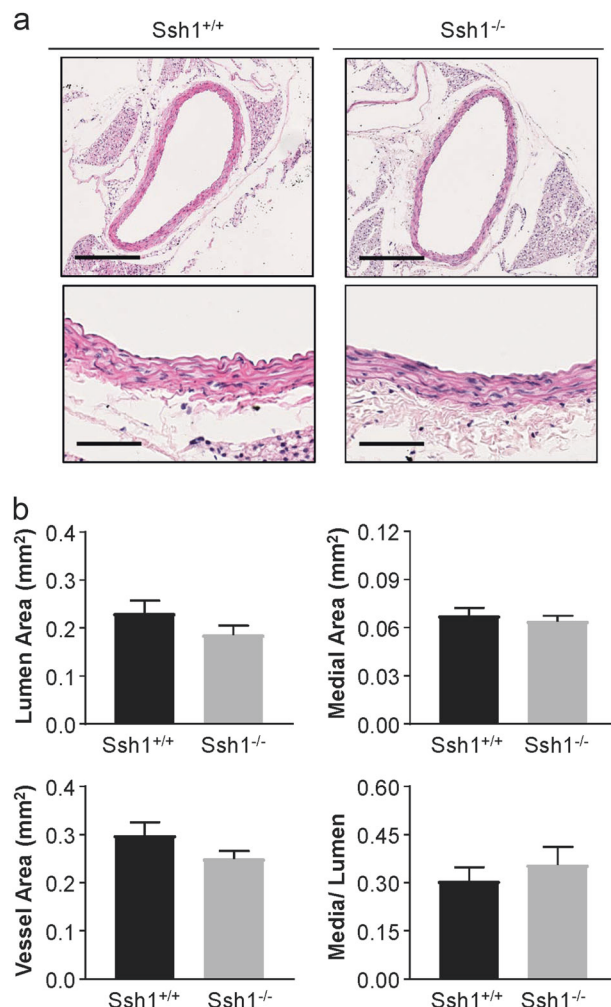 a
Ssh1+/+ Ssh1-/-
b
Lumen Area (mm²)
0.4
0.3
0.2
0.1
0.0
Ssh1+/+ Ssh1-/-
Medial Area (mm²)
0.12
0.09
0.06
0.03
0.00
Ssh1+/+ Ssh1-/-
Vessel Area (mm²)
0.4
0.3
0.2
0.1
0.0
Ssh1+/+ Ssh1-/-
Media/ Lumen
0.60
0.45
0.30
0.15
0.00
Ssh1+/+ Ssh1-/-